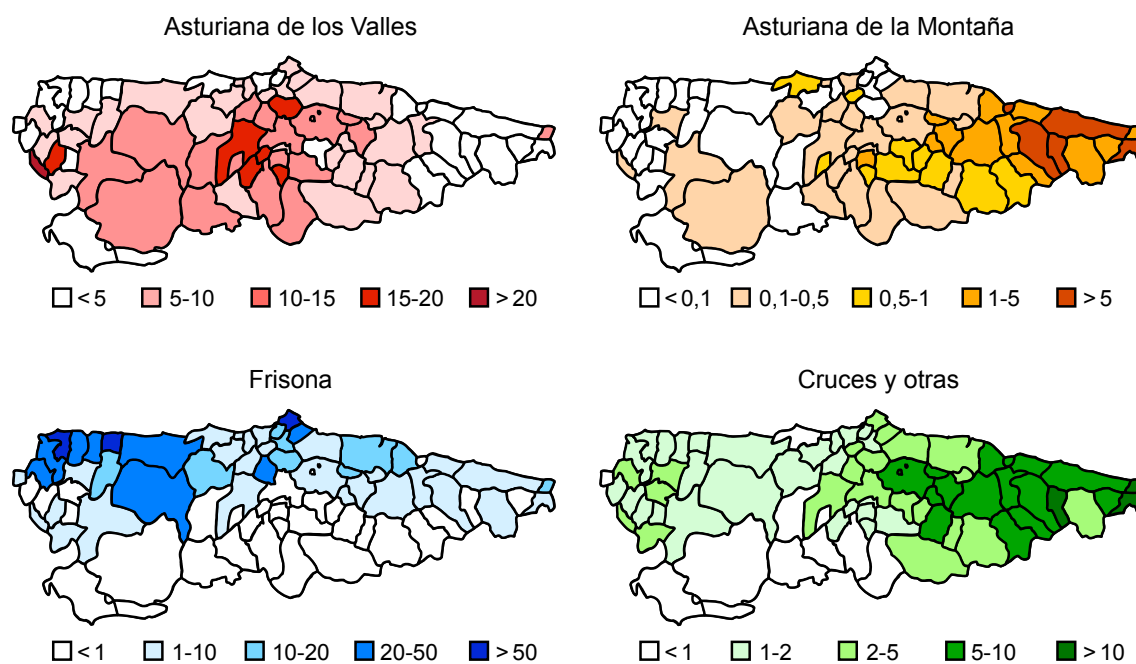 Asturiana de los Valles
Asturiana de la Montaña
< 5 5-10 10-15 15-20 > 20
< 0,1 0,1-0,5 0,5-1 1-5 > 5
Frisona
Cruces y otras
< 1 1-10 10-20 20-50 > 50
< 1 1-2 2-5 5-10 > 10